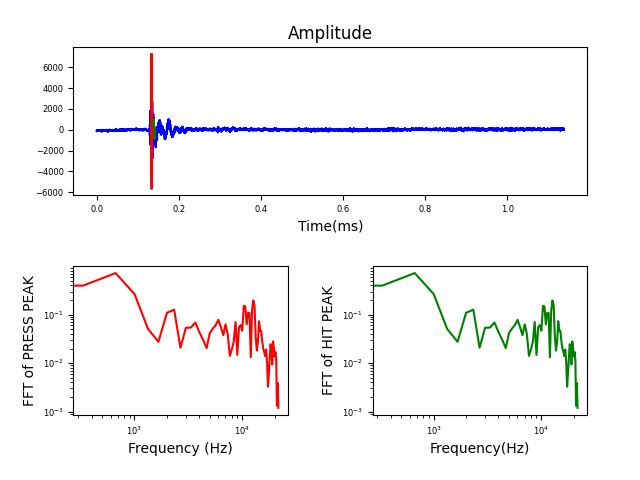 Amplitude
6000
4000
2000
0
−2000
−4000
−6000
0.0 0.2 0.4 0.6 0.8 1.0
Time(ms)
FFT of PRESS PEAK
10⁻¹
10⁻²
10⁻³
10³ 10⁴
Frequency (Hz)
FFT of HIT PEAK
10⁻¹
10⁻²
10⁻³
10³ 10⁴
Frequency(Hz)